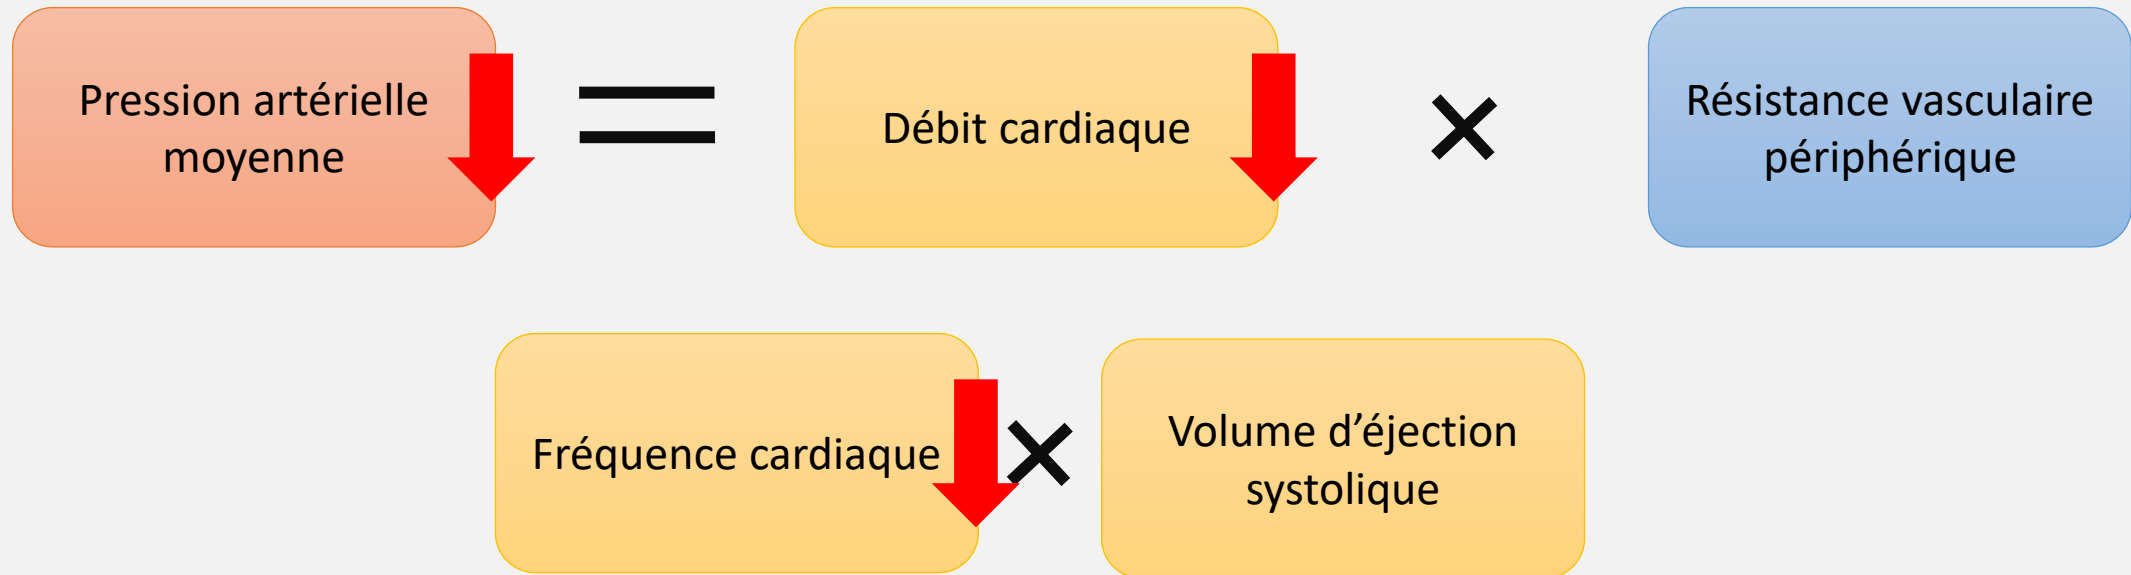 Pression artérielle
moyenne
Débit cardiaque
Résistance vasculaire
périphérique
Fréquence cardiaque
Volume d’éjection
systolique